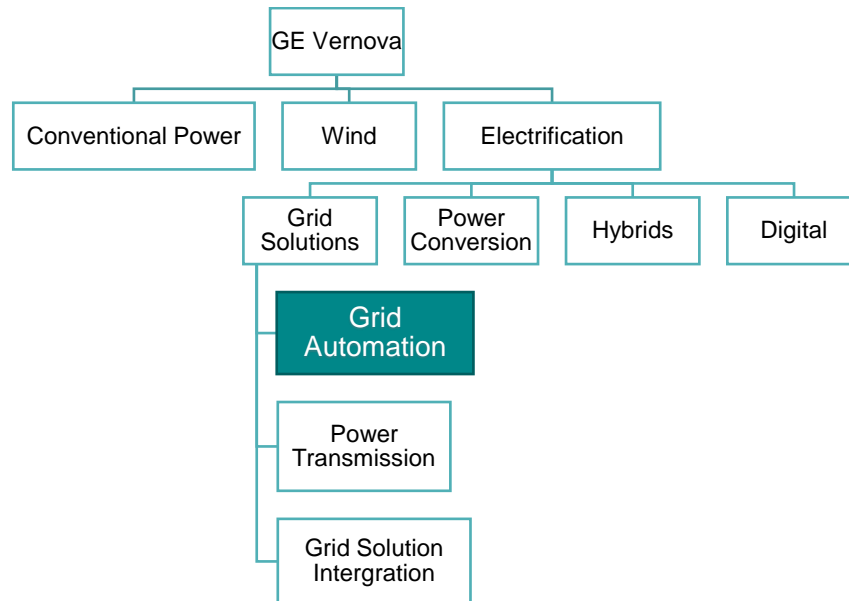 GE Vernova
Conventional Power
Wind
Electrification
Grid
Solutions
Power
Conversion
Hybrids
Digital
Grid
Automation
Power
Transmission
Grid Solution
Intergration